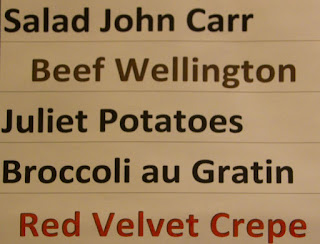 Salad John Carr
Beef Wellington
Juliet Potatoes
Broccoli au Gratin
Red Velvet Crepe